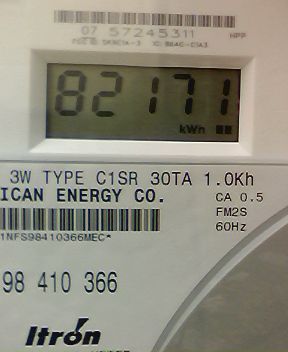 07 57245311 HPP
82171
kWh
3W TYPE C1SR 30TA 1.0Kh
ICAN ENERGY CO. CA 0.5
FM2S
60Hz
1NFS98410366MEC*
98 410 366
Itron